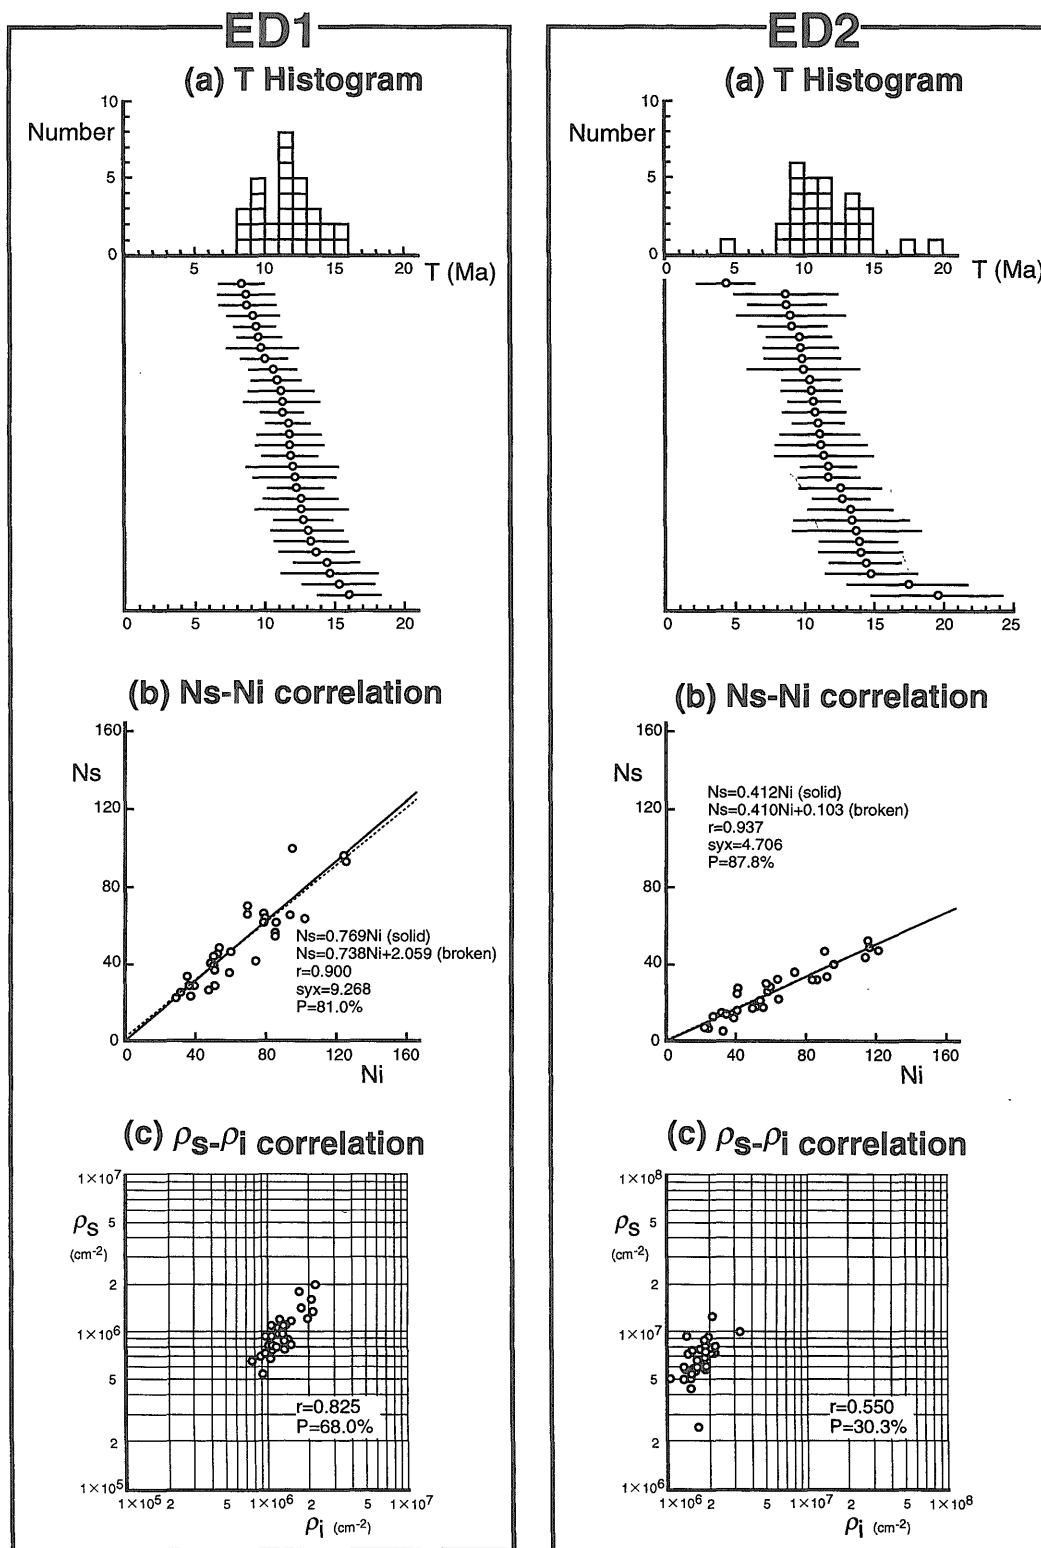 ED1
(a) T Histogram
10
Number
5
0
5 10 15 20
T (Ma)
0 5 10 15 20
(b) Ns-Ni correlation
160
Ns
120
80
40
0
Ns=0.769Ni (solid)
Ns=0.738Ni+2.059 (broken)
r=0.900
syx=9.268
P=81.0%
0 40 80 120 160
Ni
(c) ρs-ρi correlation
1×10⁷
ρs 5
(cm⁻²)
2
1×10⁶
5
r=0.825
P=68.0%
2
1×10⁵
1×10⁵ 2 5 1×10⁶ 2 5 1×10⁷
ρi (cm⁻²)
ED2
(a) T Histogram
10
Number
5
0
0 5 10 15 20
T (Ma)
0 5 10 15 20 25
(b) Ns-Ni correlation
160
Ns
Ns=0.412Ni (solid)
Ns=0.410Ni+0.103 (broken)
r=0.937
syx=4.706
P=87.8%
120
80
40
0
0 40 80 120 160
Ni
(c) ρs-ρi correlation
1×10⁸
ρs 5
(cm⁻²)
2
1×10⁷
5
r=0.550
P=30.3%
2
1×10⁶
1×10⁶ 2 5 1×10⁷ 2 5 1×10⁸
ρi (cm⁻²)